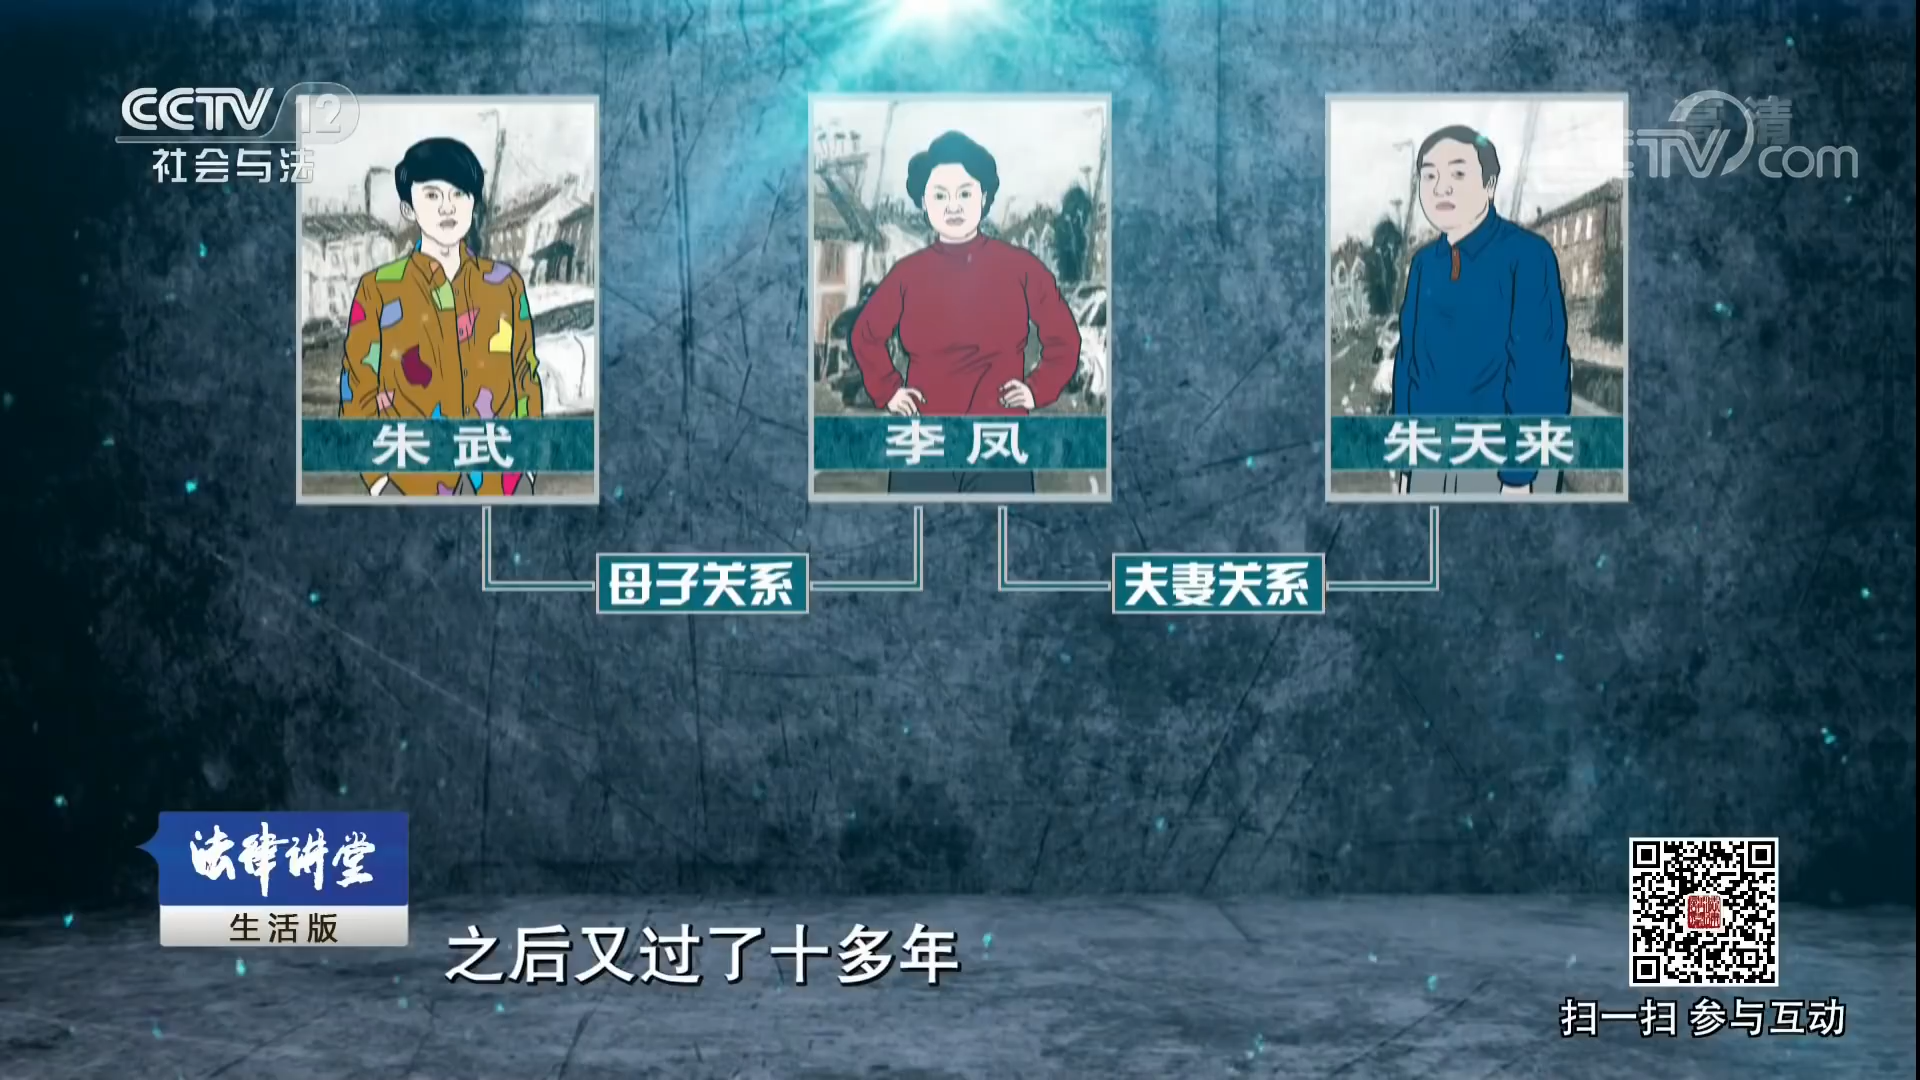 CCTV 12
社会与法
高清
CCTV.com
朱武
李凤
朱天来
母子关系
夫妻关系
法律讲堂
生活版
之后又过了十多年
扫一扫 参与互动